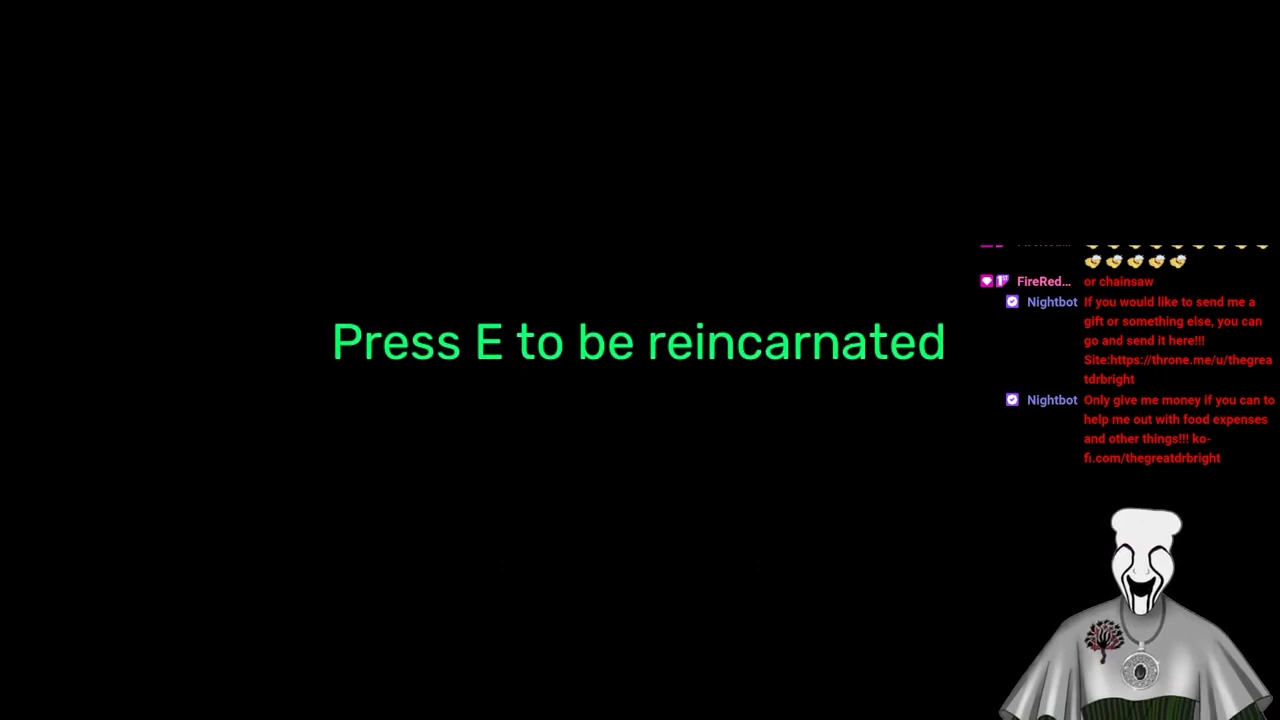 Press E to be reincarnated
FireRed... or chainsaw
Nightbot If you would like to send me a
gift or something else, you can
go and send it here!!!
Site:https://throne.me/u/thegrea
tdrbright
Nightbot Only give me money if you can to
help me out with food expenses
and other things!!! ko-
fi.com/thegreatdrbright